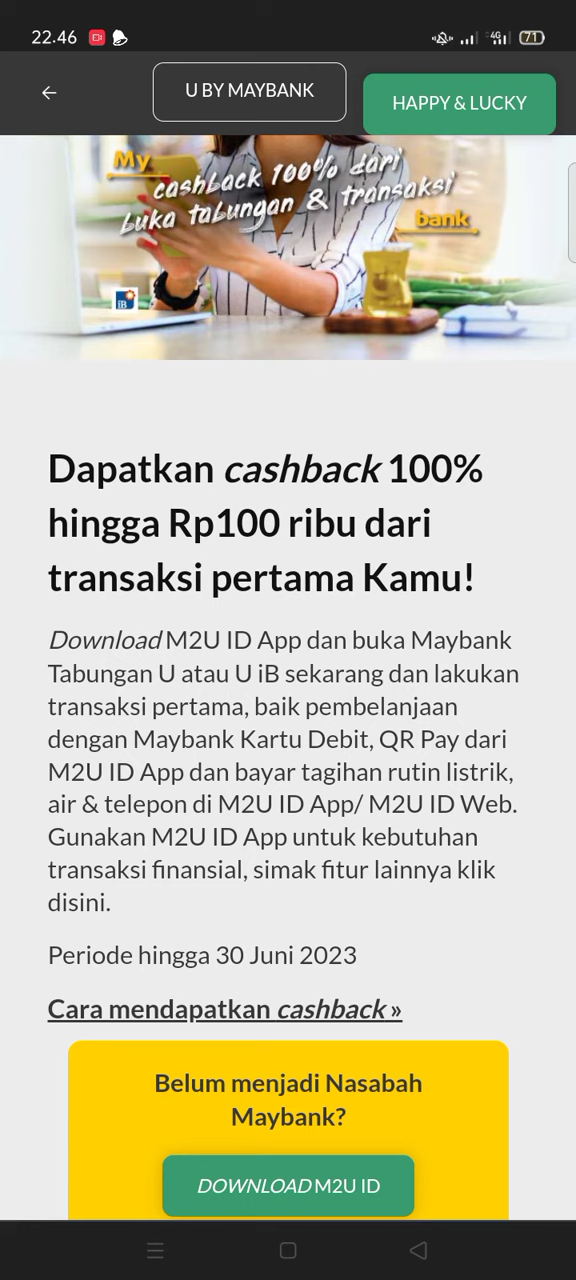 22.46
4G
71
U BY MAYBANK
HAPPY & LUCKY
My
cashback 100% dari
buka tabungan & transaksi
bank
iB
Dapatkan cashback 100%
hingga Rp100 ribu dari
transaksi pertama Kamu!
Download M2U ID App dan buka Maybank
Tabungan U atau U iB sekarang dan lakukan
transaksi pertama, baik pembelanjaan
dengan Maybank Kartu Debit, QR Pay dari
M2U ID App dan bayar tagihan rutin listrik,
air & telepon di M2U ID App/ M2U ID Web.
Gunakan M2U ID App untuk kebutuhan
transaksi finansial, simak fitur lainnya klik
disini.
Periode hingga 30 Juni 2023
Cara mendapatkan cashback »
Belum menjadi Nasabah
Maybank?
DOWNLOAD M2U ID